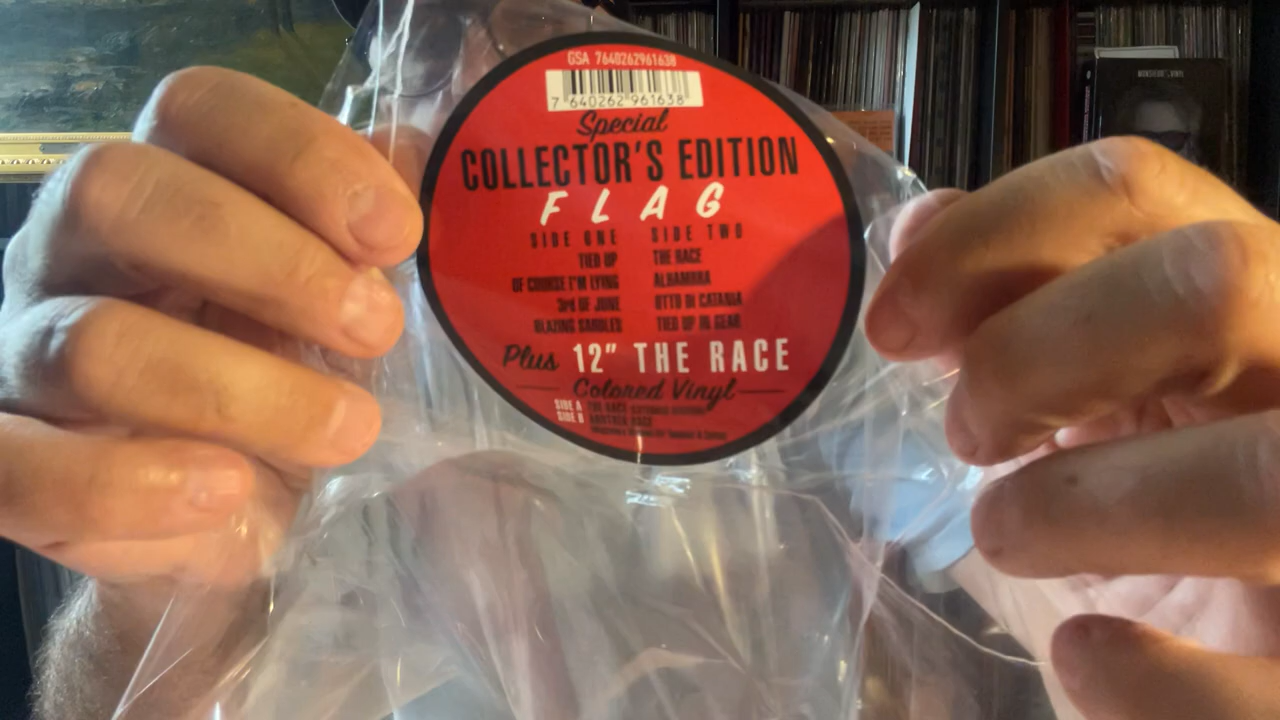 GSA 7640262961638
7 640262 961638
Special
COLLECTOR'S EDITION
FLAG
SIDE ONE SIDE TWO
TIED UP THE RACE
OF COURSE I'M LYING ALHAMBRA
3rd OF JUNE OTTO DI CATANIA
BLAZING SADDLES TIED UP IN GEAR
Plus 12" THE RACE
Colored Vinyl
SIDE A THE RACE
SIDE B ANOTHER RACE